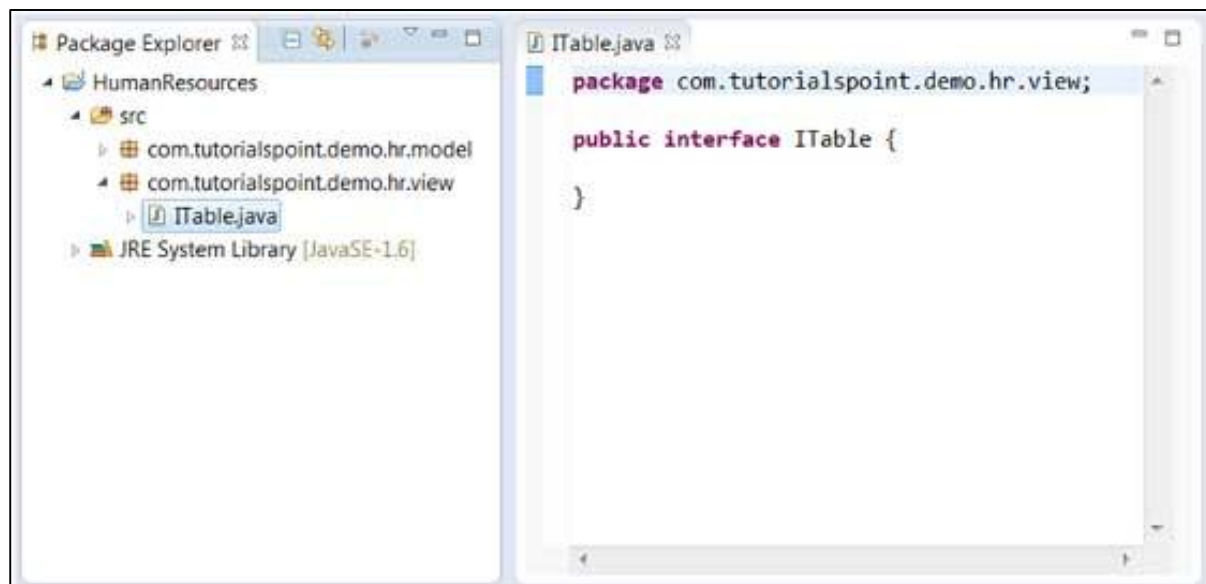 Package Explorer
HumanResources
src
com.tutorialspoint.demo.hr.model
com.tutorialspoint.demo.hr.view
ITable.java
JRE System Library [JavaSE-1.6]
ITable.java
package com.tutorialspoint.demo.hr.view;
public interface ITable {
}